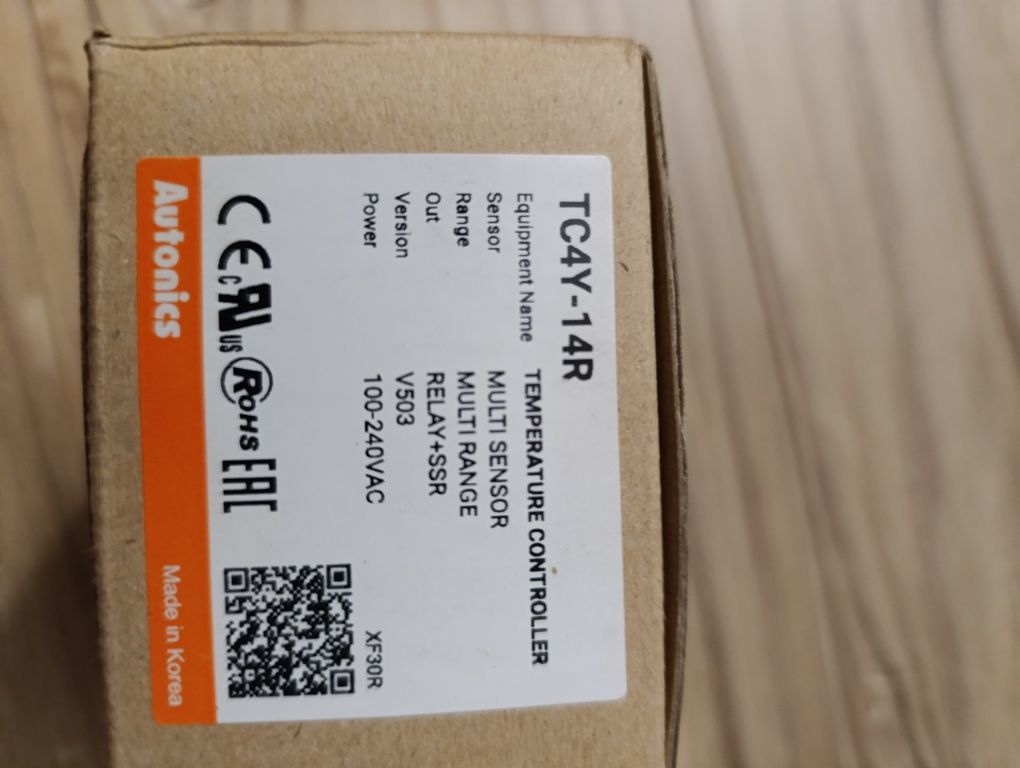 TC4Y-14R
Equipment Name TEMPERATURE CONTROLLER
Sensor MULTI SENSOR
Range MULTI RANGE
Out RELAY+SSR
Version V503
Power 100-240VAC XF30R
CE c RU US RoHS EAC
Autonics Made in Korea